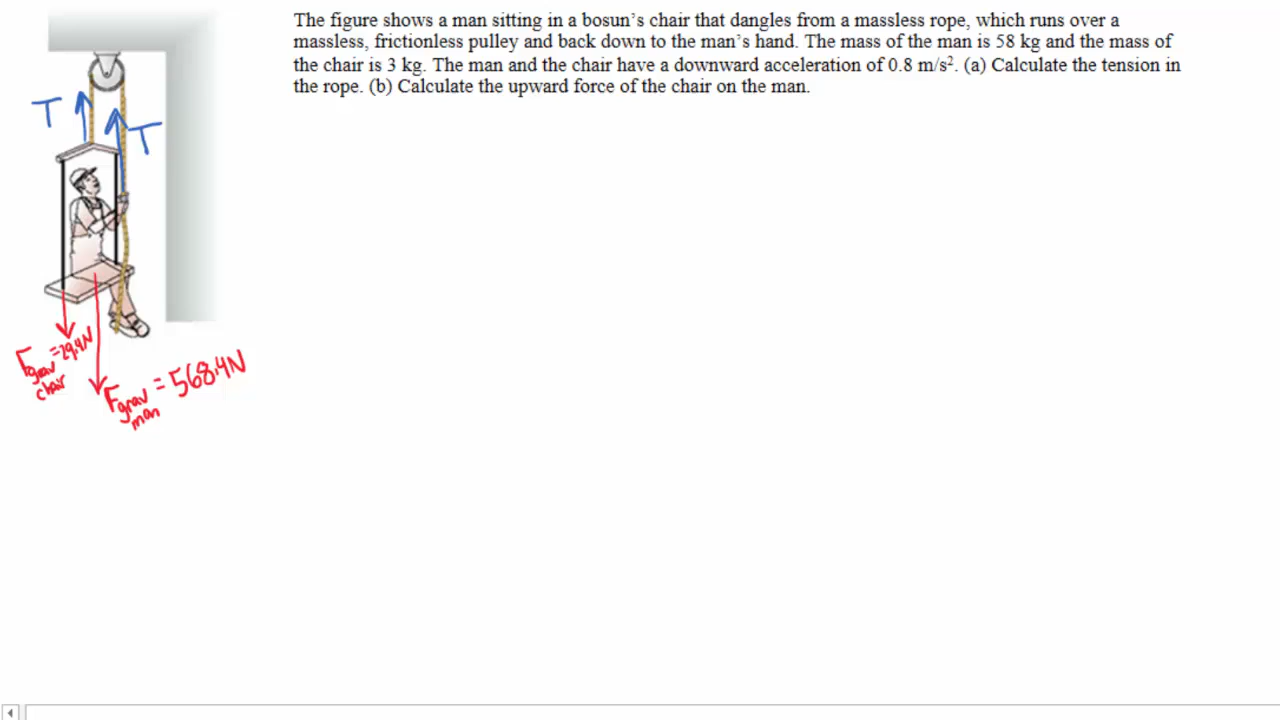 The figure shows a man sitting in a bosun’s chair that dangles from a massless rope, which runs over a
massless, frictionless pulley and back down to the man’s hand. The mass of the man is 58 kg and the mass of
the chair is 3 kg. The man and the chair have a downward acceleration of 0.8 m/s². (a) Calculate the tension in
the rope. (b) Calculate the upward force of the chair on the man.
T
T
Fgrav chair = 29.4N
Fgrav man = 568.4N